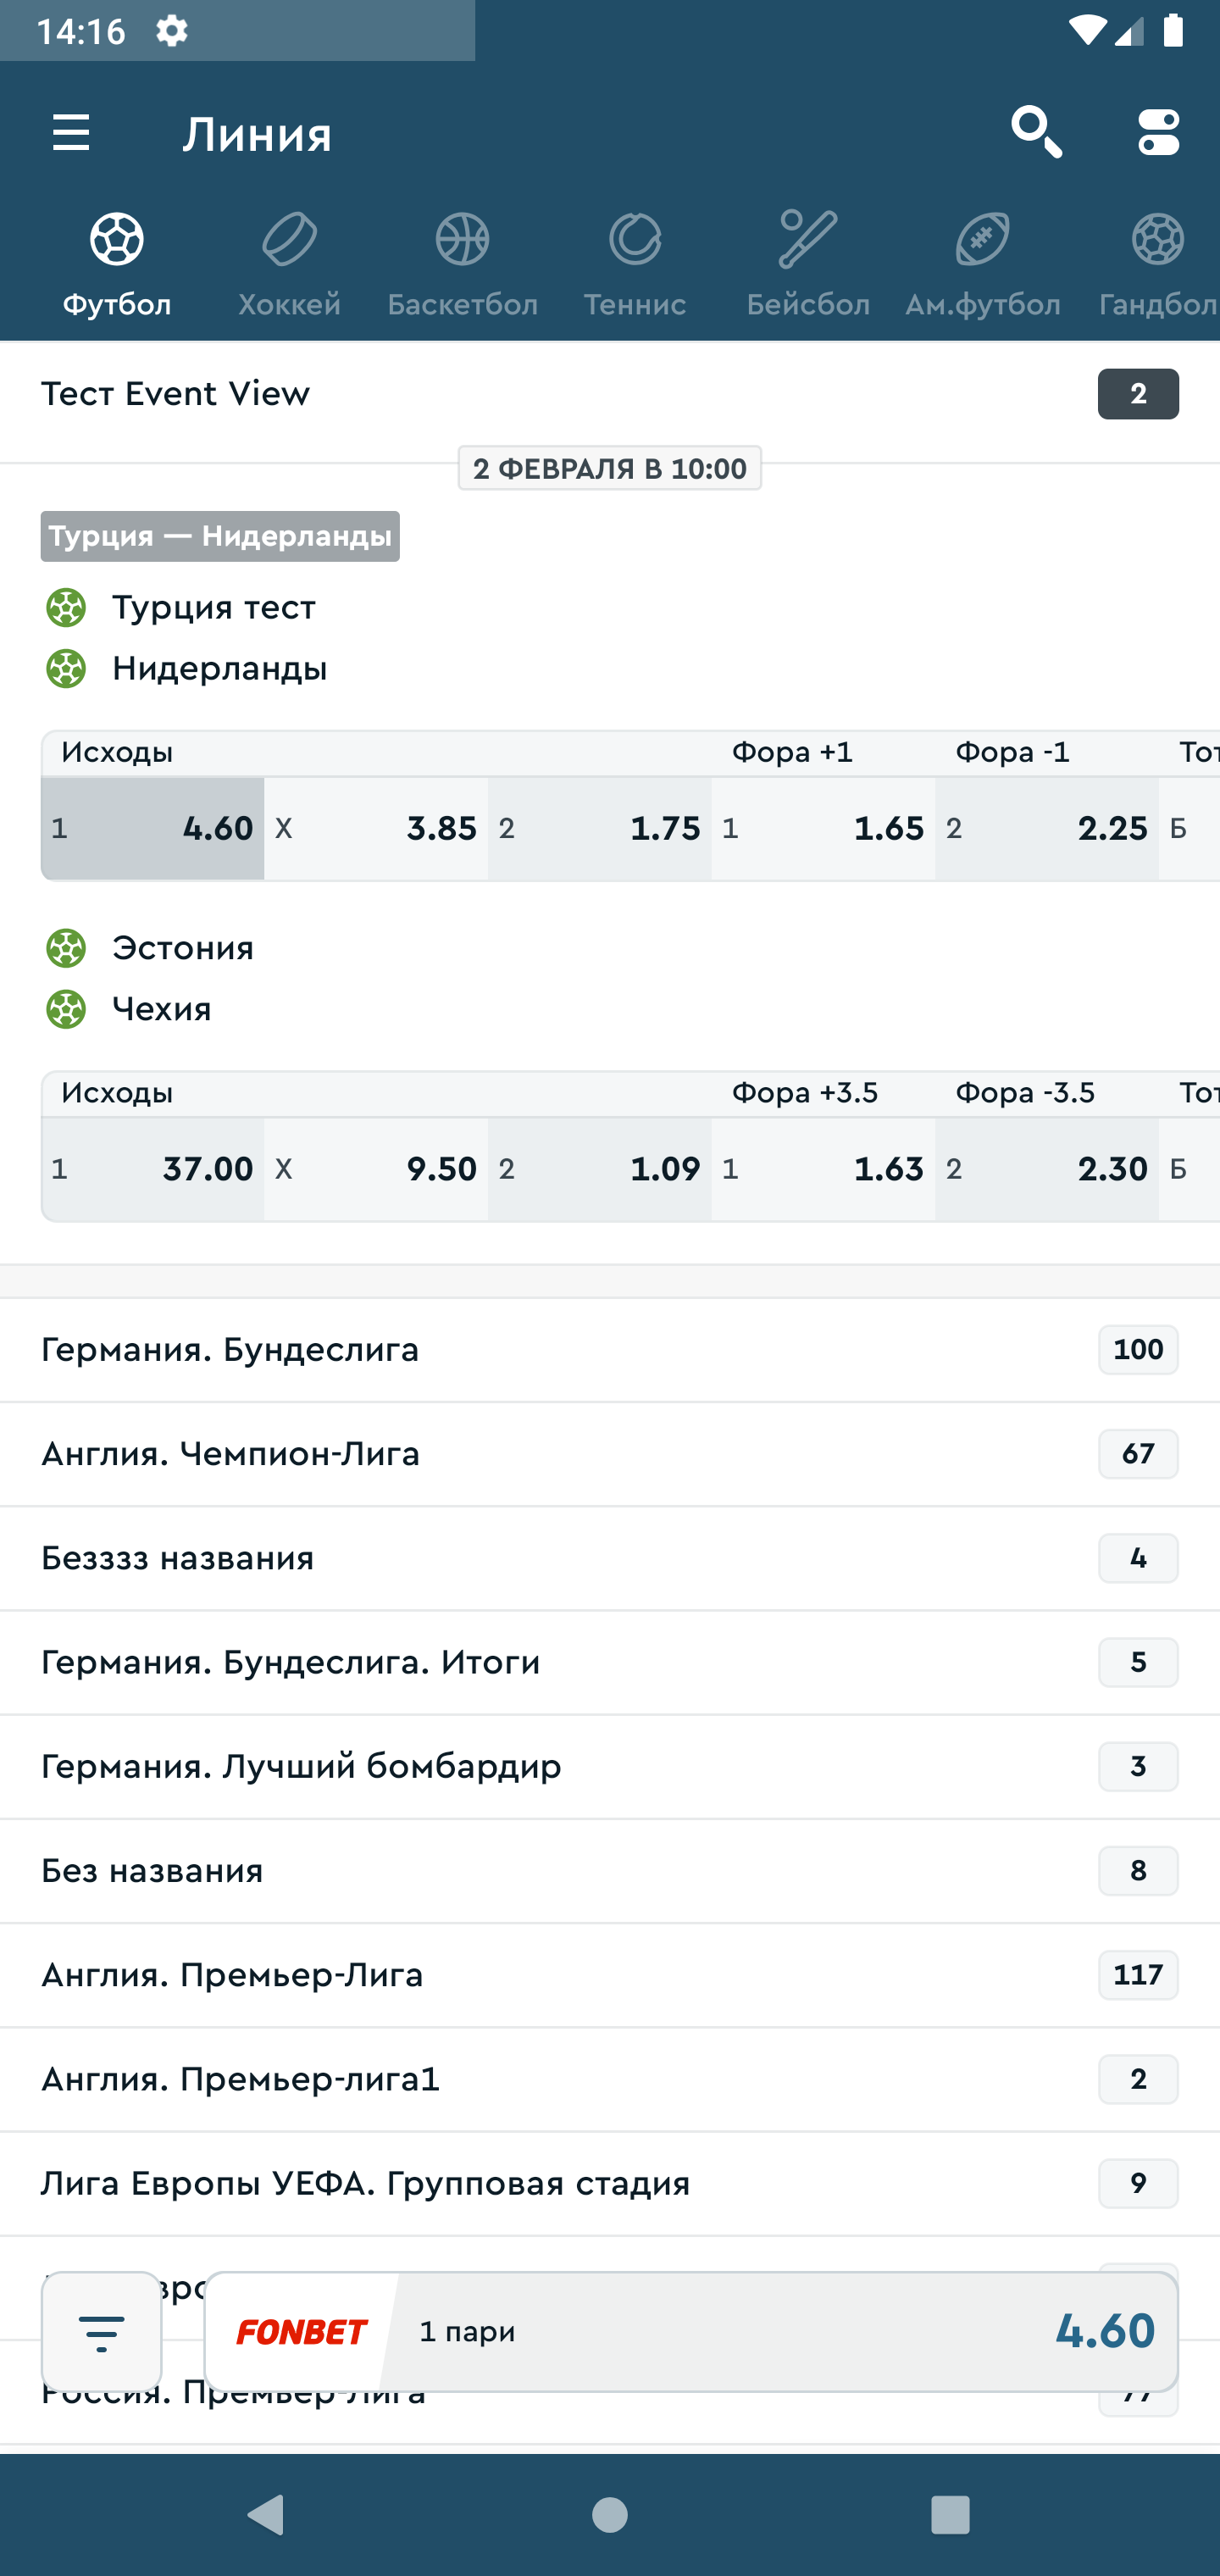 14:16
Линия
Футбол Хоккей Баскетбол Теннис Бейсбол Ам.футбол Гандбол
Тест Event View 2
2 ФЕВРАЛЯ В 10:00
Турция — Нидерланды
Турция тест
Нидерланды
Исходы Фора +1 Фора -1
1 4.60 X 3.85 2 1.75 1 1.65 2 2.25 Б
Эстония
Чехия
Исходы Фора +3.5 Фора -3.5
1 37.00 X 9.50 2 1.09 1 1.63 2 2.30 Б
Германия. Бундеслига 100
Англия. Чемпион-Лига 67
Безззз названия 4
Германия. Бундеслига. Итоги 5
Германия. Лучший бомбардир 3
Без названия 8
Англия. Премьер-Лига 117
Англия. Премьер-лига1 2
Лига Европы УЕФА. Групповая стадия 9
FONBET 1 пари 4.60
Россия. Премьер-Лига 77